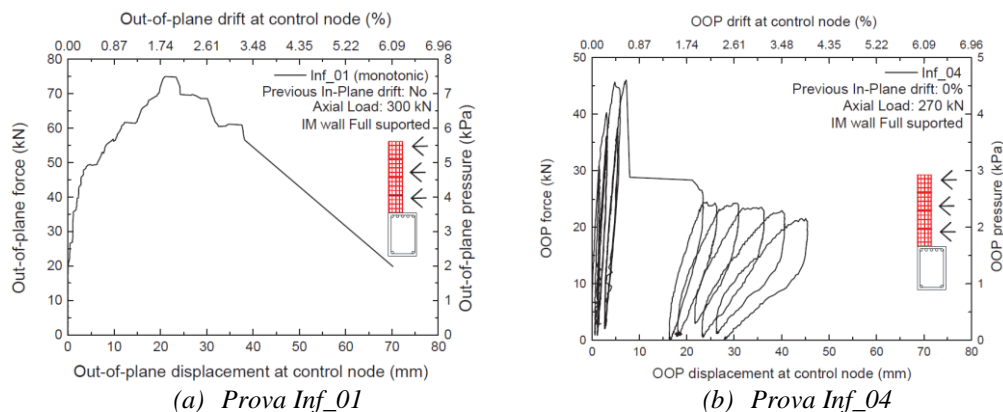 Out-of-plane drift at control node (%)
0.00 0.87 1.74 2.61 3.48 4.35 5.22 6.09 6.96
80
70
60
50
40
30
20
10
0
Out-of-plane force (kN)
Inf_01 (monotonic)
Previous In-Plane drift: No
Axial Load: 300 kN
IM wall Full suported
8
7
6
5
4
3
2
1
0
Out-of-plane pressure (kPa)
0 10 20 30 40 50 60 70 80
Out-of-plane displacement at control node (mm)
(a) Prova Inf_01
OOP drift at control node (%)
0.00 0.87 1.74 2.61 3.48 4.35 5.22 6.09 6.96
50
40
30
20
10
0
OOP force (kN)
Inf_04
Previous In-Plane drift: 0%
Axial Load: 270 kN
IM wall Full suported
5
4
3
2
1
0
OOP pressure (kPa)
0 10 20 30 40 50 60 70 80
OOP displacement at control node (mm)
(b) Prova Inf_04